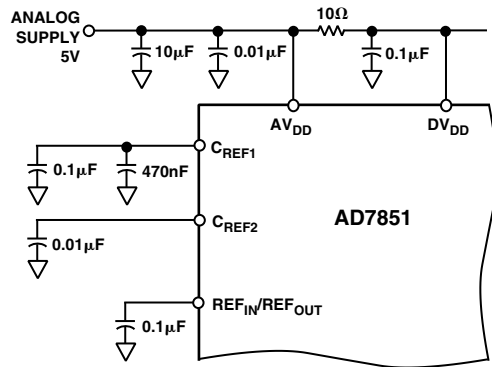 ANALOG
SUPPLY
5V
10μF
0.01μF
10Ω
0.1μF
AVDD
DVDD
CREF1
0.1μF
470nF
CREF2
AD7851
0.01μF
REFIN/REFOUT
0.1μF